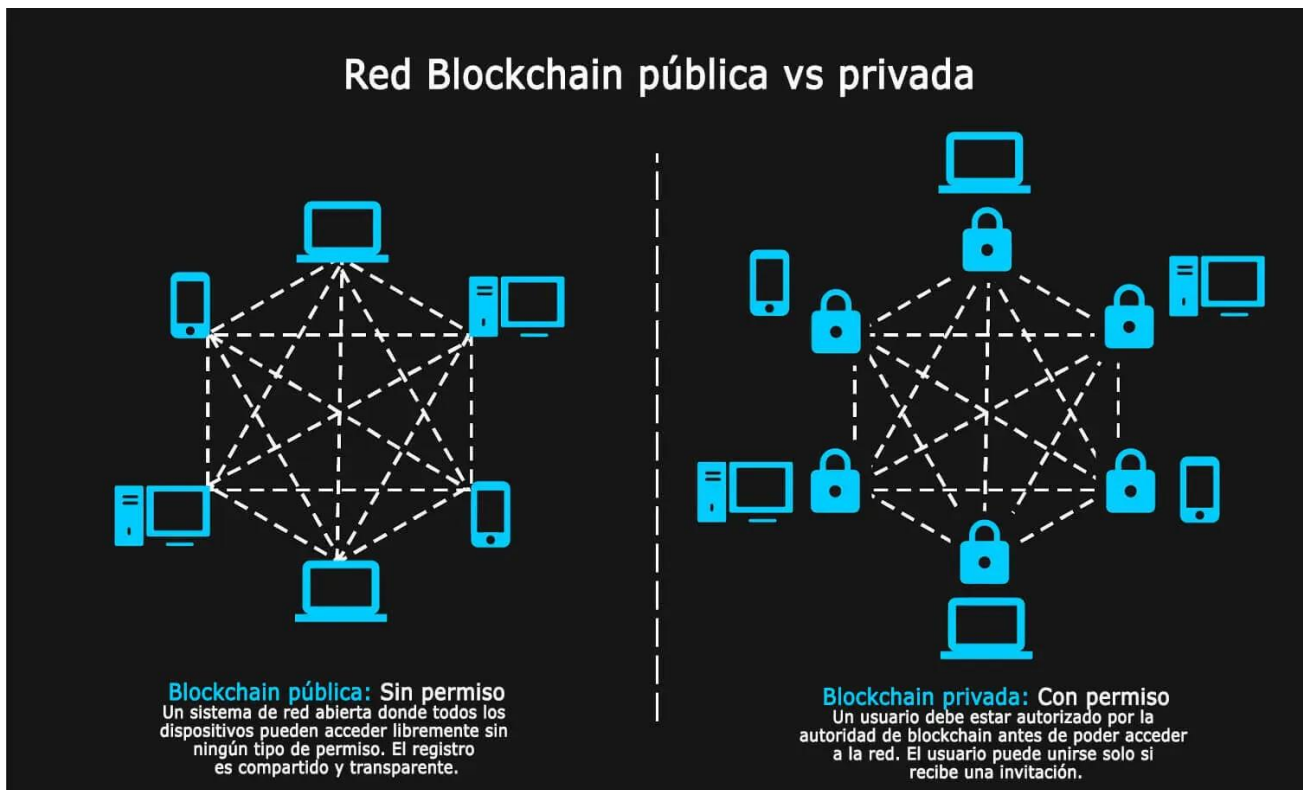 Red Blockchain pública vs privada
Blockchain pública: Sin permiso
Un sistema de red abierta donde todos los
dispositivos pueden acceder libremente sin
ningún tipo de permiso. El registro
es compartido y transparente.
Blockchain privada: Con permiso
Un usuario debe estar autorizado por la
autoridad de blockchain antes de poder acceder
a la red. El usuario puede unirse solo si
recibe una invitación.